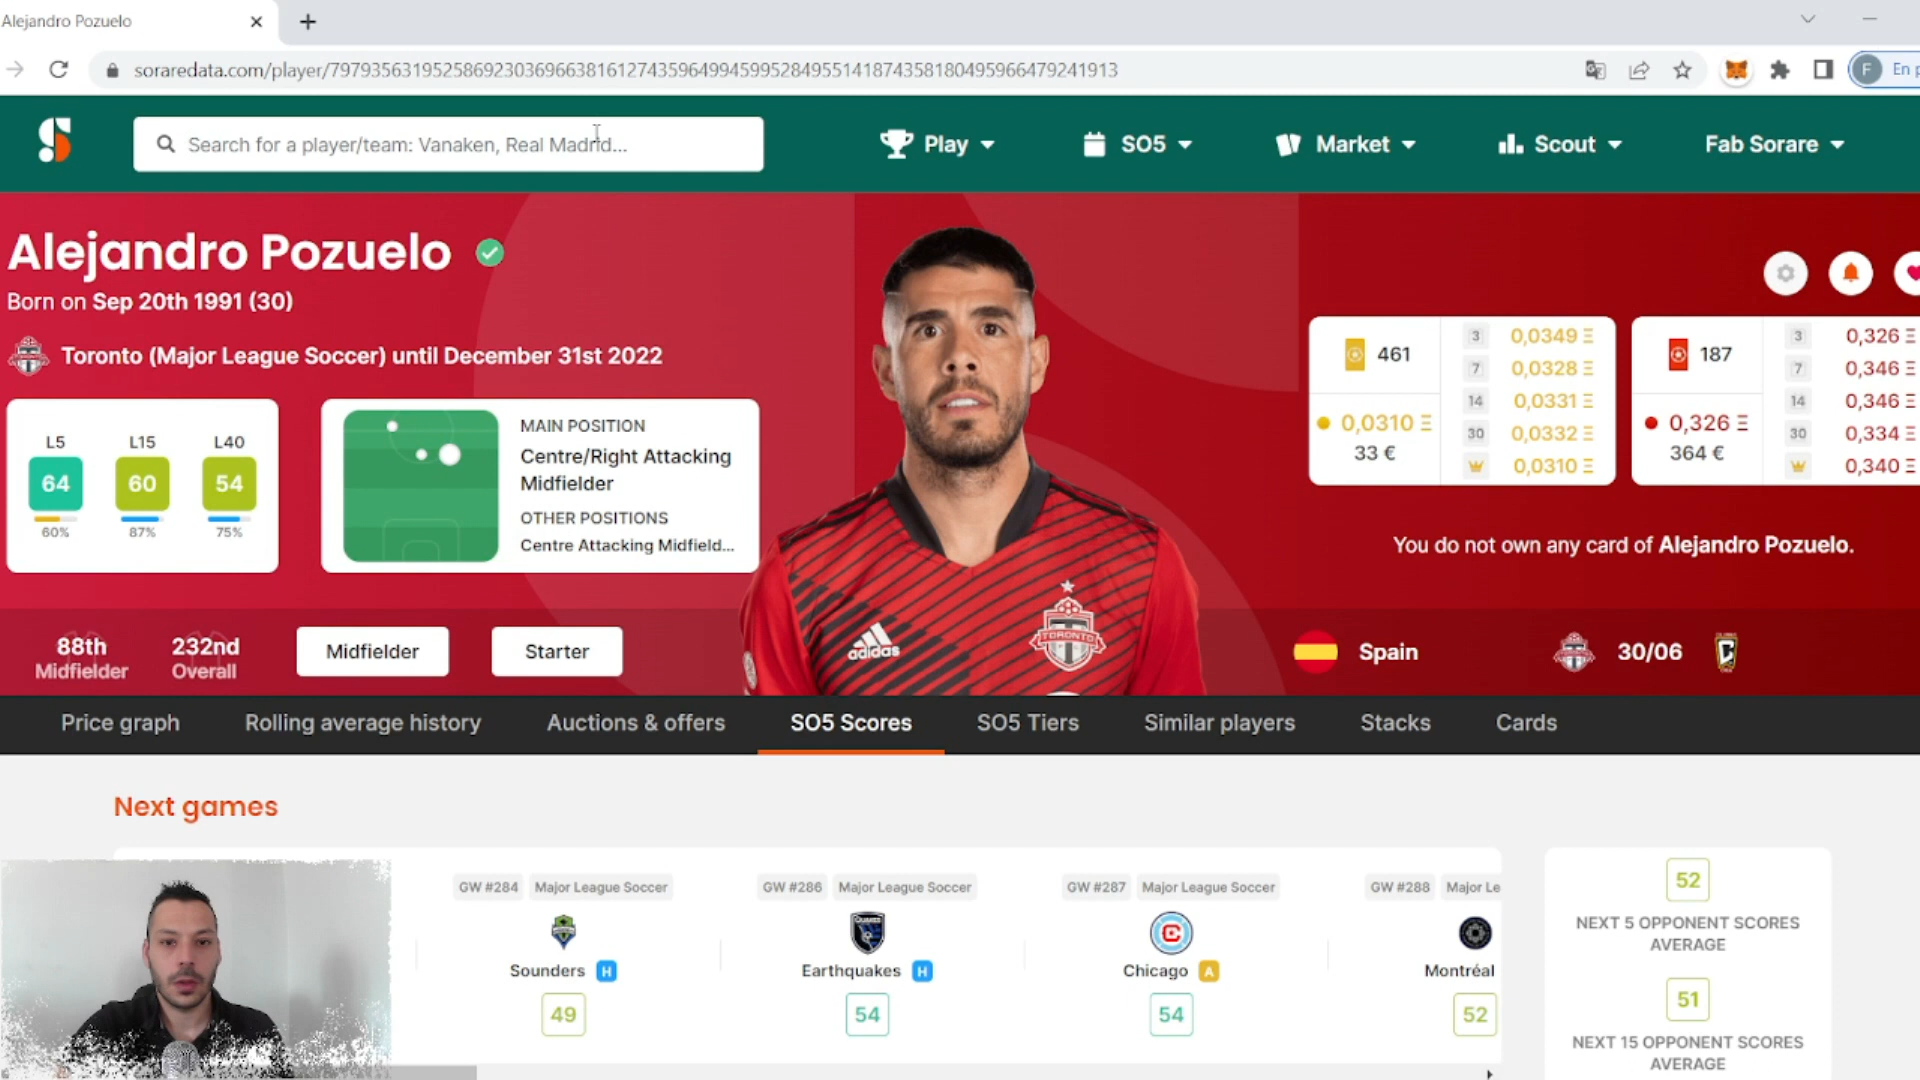 Alejandro Pozuelo
soraredata.com/player/79793563195258692303696638161274359649945995284955141874358180495966479241913
F
En p
Search for a player/team: Vanaken, Real Madrid...
Play
SO5
Market
Scout
Fab Sorare
Alejandro Pozuelo
Born on Sep 20th 1991 (30)
Toronto (Major League Soccer) until December 31st 2022
L5
L15
L40
64
60
54
60%
87%
75%
MAIN POSITION
Centre/Right Attacking
Midfielder
OTHER POSITIONS
Centre Attacking Midfield...
461
0,0310 Ξ
33 €
3 0,0349 Ξ
7 0,0328 Ξ
14 0,0331 Ξ
30 0,0332 Ξ
0,0310 Ξ
187
0,326 Ξ
364 €
3 0,326 Ξ
7 0,346 Ξ
14 0,346 Ξ
30 0,334 Ξ
0,340 Ξ
You do not own any card of Alejandro Pozuelo.
adidas
TORONTO
88th
Midfielder
232nd
Overall
Midfielder
Starter
Spain
30/06
Price graph
Rolling average history
Auctions & offers
SO5 Scores
SO5 Tiers
Similar players
Stacks
Cards
Next games
GW #284 Major League Soccer
Sounders H
49
GW #286 Major League Soccer
Earthquakes H
54
GW #287 Major League Soccer
Chicago A
54
GW #288 Major Le
Montréal
52
52
NEXT 5 OPPONENT SCORES
AVERAGE
51
NEXT 15 OPPONENT SCORES
AVERAGE